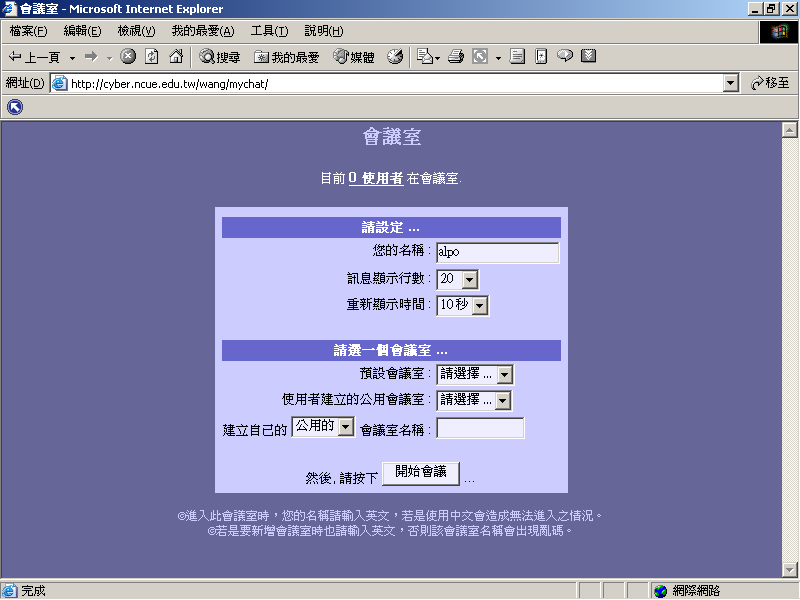 會議室 - Microsoft Internet Explorer
檔案(F) 編輯(E) 檢視(V) 我的最愛(A) 工具(T) 說明(H)
上一頁 搜尋 我的最愛 媒體
網址(D) http://cyber.ncue.edu.tw/wang/mychat/ 移至
會議室
目前 0 使用者 在會議室.
請設定 ...
您的名稱 : alpo
訊息顯示行數 : 20
重新顯示時間 : 10 秒
請選一個會議室 ...
預設會議室 : 請選擇 ...
使用者建立的公用會議室 : 請選擇 ...
建立自己的 公用的 會議室名稱 :
然後, 請按下 開始會議 ...
©進入此會議室時，您的名稱請輸入英文，若是使用中文會造成無法進入之情況。
©若是要新增會議室時也請輸入英文，否則該會議室名稱會出現亂碼。
完成 網際網路